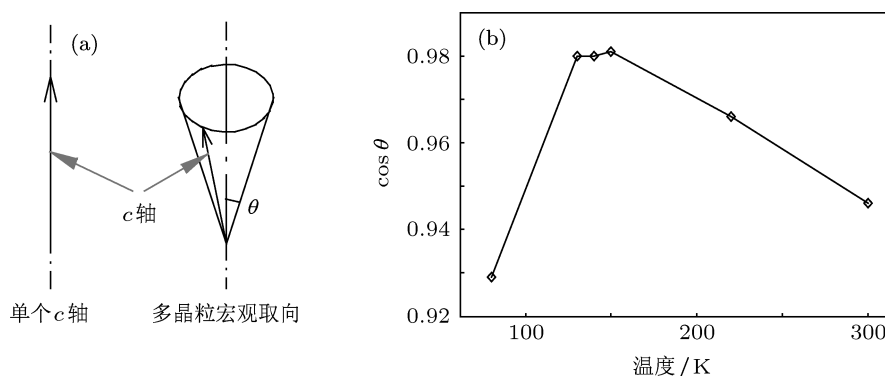 (a)
θ
c轴
单个c轴
多晶粒宏观取向
(b)
cos θ
0.98
0.96
0.94
0.92
100
200
300
温度/K